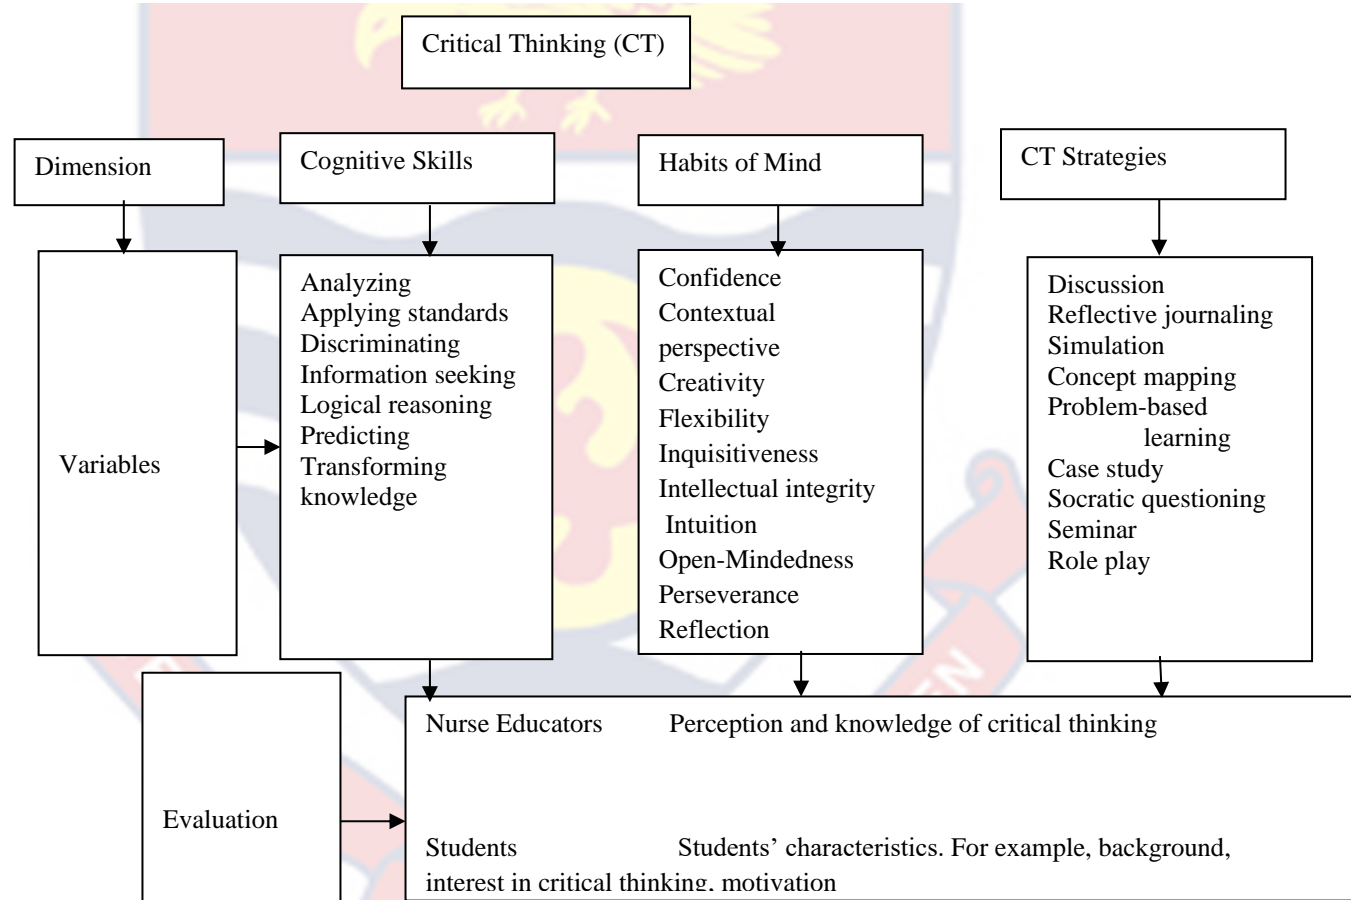 Critical Thinking (CT)
Dimension
Cognitive Skills
Habits of Mind
CT Strategies
Variables
Analyzing
Applying standards
Discriminating
Information seeking
Logical reasoning
Predicting
Transforming
knowledge
Confidence
Contextual
perspective
Creativity
Flexibility
Inquisitiveness
Intellectual integrity
Intuition
Open-Mindedness
Perseverance
Reflection
Discussion
Reflective journaling
Simulation
Concept mapping
Problem-based
learning
Case study
Socratic questioning
Seminar
Role play
Evaluation
Nurse Educators Perception and knowledge of critical thinking
Students Students’ characteristics. For example, background,
interest in critical thinking, motivation
EN